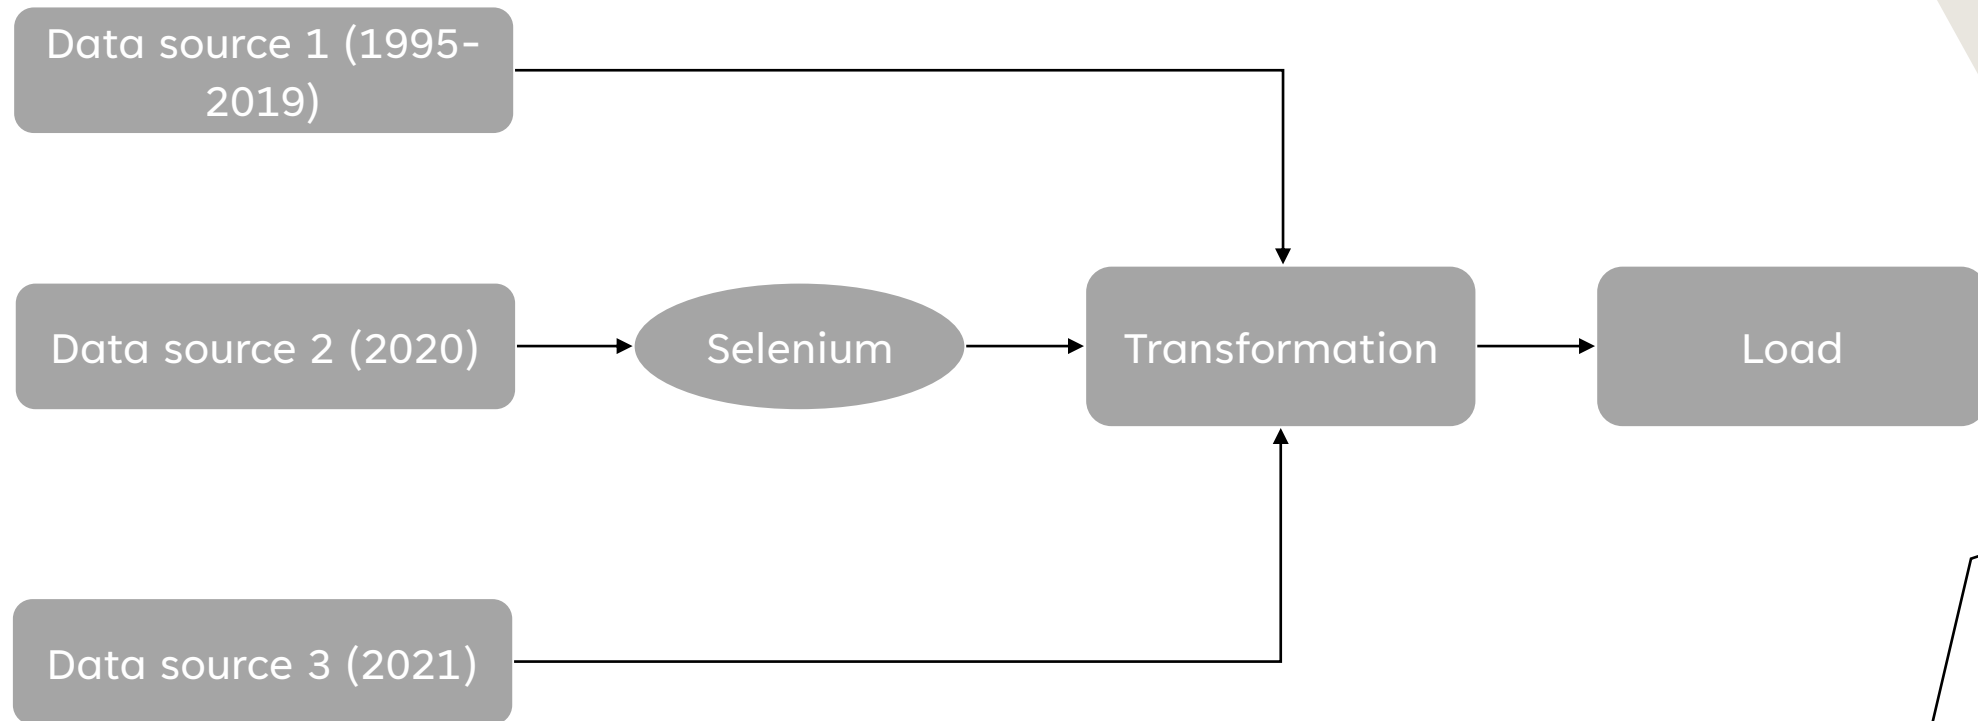 Data source 1 (1995-
2019)
Data source 2 (2020)
Selenium
Transformation
Load
Data source 3 (2021)